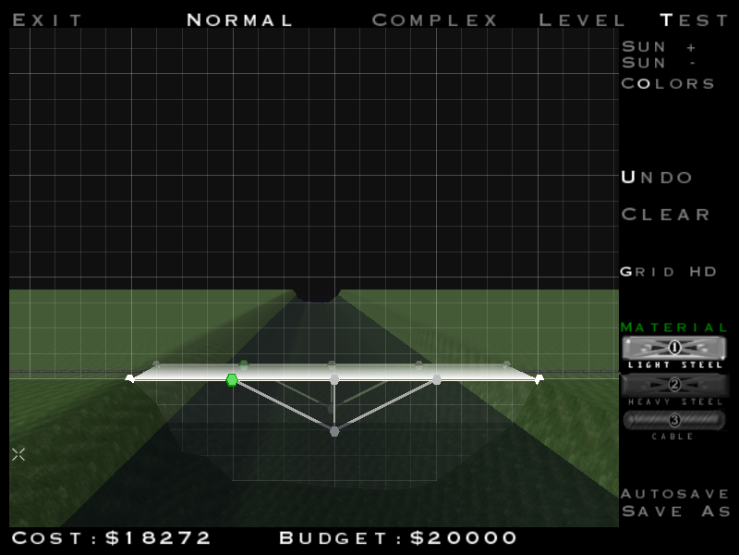 EXIT NORMAL COMPLEX LEVEL TEST
SUN +
SUN -
COLORS
UNDO
CLEAR
GRID HD
MATERIAL
1
LIGHT STEEL
2
HEAVY STEEL
3
CABLE
AUTOSAVE
SAVE AS
COST:$18272 BUDGET:$20000